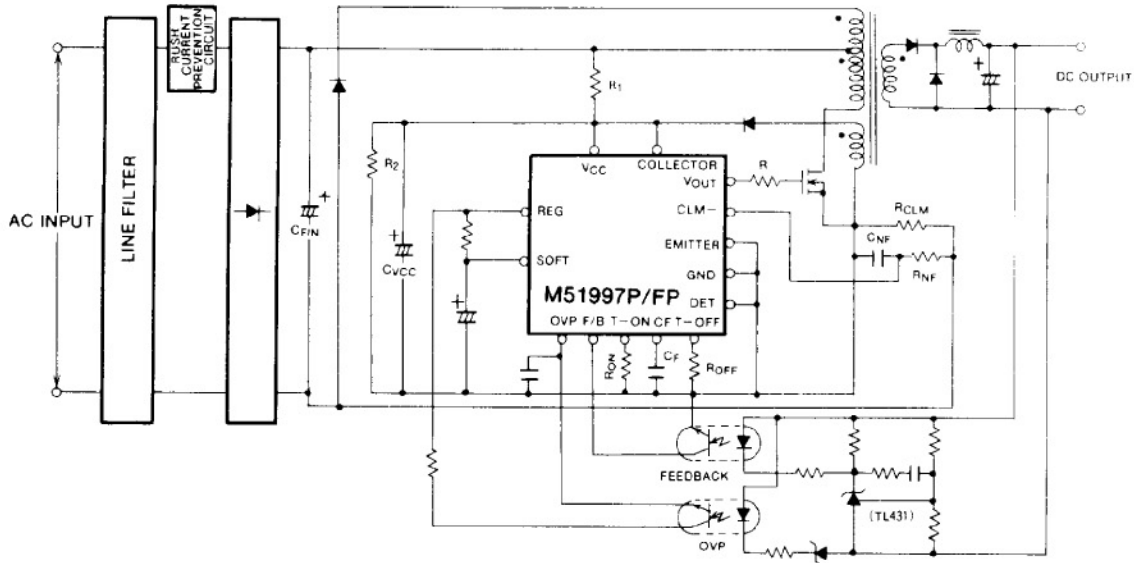 RUSH
CURRENT
PREVENTION
CIRCUIT
LINE FILTER
AC INPUT
DC OUTPUT
R1
R2
CF/N
+
CVCC
+
+
+
VCC
COLLECTOR
VOUT
R
REG
CLM−
RCLM
CNF
EMITTER
SOFT
GND
RNF
M51997P/FP
DET
OVP F/B T−ON CF T−OFF
RON
CF
ROFF
FEEDBACK
(TL431)
OVP